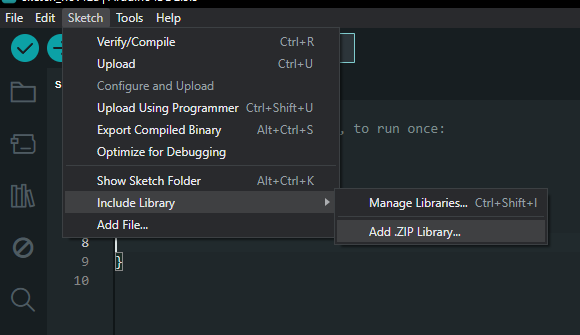 File Edit Sketch Tools Help
Verify/Compile Ctrl+R
Upload Ctrl+U
Configure and Upload
Upload Using Programmer Ctrl+Shift+U
Export Compiled Binary Alt+Ctrl+S
, to run once:
Optimize for Debugging
Show Sketch Folder Alt+Ctrl+K
Include Library
Manage Libraries... Ctrl+Shift+I
Add File...
Add .ZIP Library...
8
9 }
10